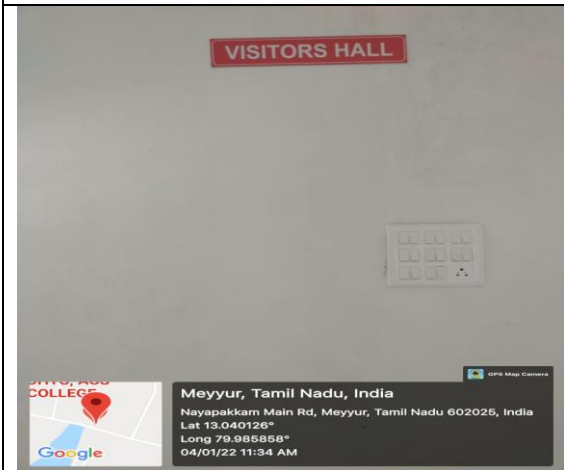 VISITORS HALL
GPS Map Camera
COLLEGE
Google
Meyyur, Tamil Nadu, India
Nayapakkam Main Rd, Meyyur, Tamil Nadu 602025, India
Lat 13.040126°
Long 79.985858°
04/01/22 11:34 AM